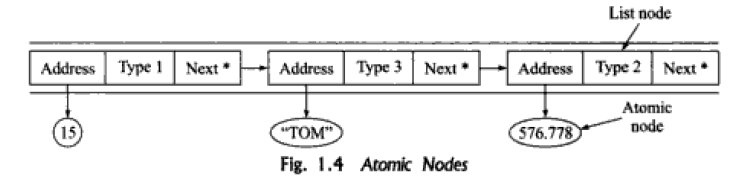 List node
Address Type 1 Next * Address Type 3 Next * Address Type 2 Next *
15 "TOM" 576.778 Atomic
node
Fig. 1.4 Atomic Nodes